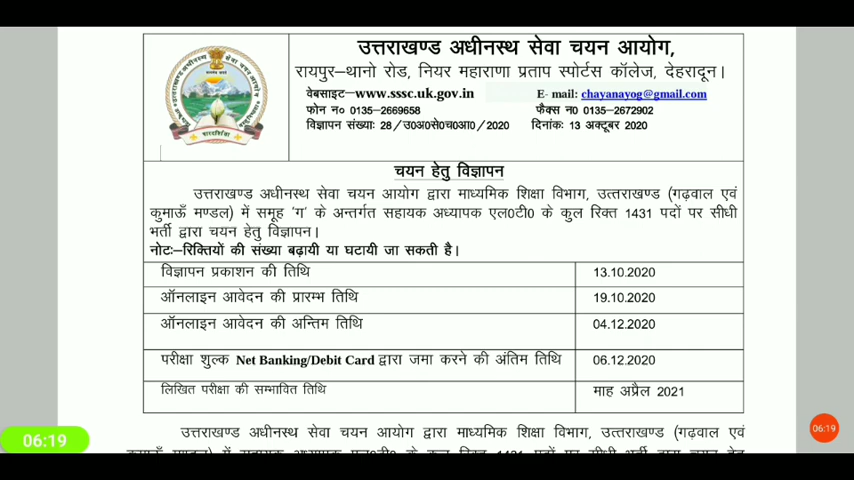 उत्तराखण्ड अधीनस्थ सेवा चयन आयोग,
रायपुर–थानो रोड, नियर महाराणा प्रताप स्पोर्टस कॉलेज, देहरादून।
वेबसाइट–www.sssc.uk.gov.in E- mail: chayanayog@gmail.com
फोन न० 0135-2669658 फैक्स न0 0135-2672902
विज्ञापन संख्याः 28/उ0अ0से0च0आ0/2020 दिनांकः 13 अक्टूबर 2020
चयन हेतु विज्ञापन
उत्तराखण्ड अधीनस्थ सेवा चयन आयोग द्वारा माध्यमिक शिक्षा विभाग, उत्तराखण्ड (गढ़वाल एवं
कुमाऊँ मण्डल) में समूह 'ग' के अन्तर्गत सहायक अध्यापक एल0टी0 के कुल रिक्त 1431 पदों पर सीधी
भर्ती द्वारा चयन हेतु विज्ञापन।
नोटः–रिक्तियों की संख्या बढ़ायी या घटायी जा सकती है।
विज्ञापन प्रकाशन की तिथि 13.10.2020
ऑनलाइन आवेदन की प्रारम्भ तिथि 19.10.2020
ऑनलाइन आवेदन की अन्तिम तिथि 04.12.2020
परीक्षा शुल्क Net Banking/Debit Card द्वारा जमा करने की अंतिम तिथि 06.12.2020
लिखित परीक्षा की सम्भावित तिथि माह अप्रैल 2021
उत्तराखण्ड अधीनस्थ सेवा चयन आयोग द्वारा माध्यमिक शिक्षा विभाग, उत्तराखण्ड (गढ़वाल एवं
06:19
06:19